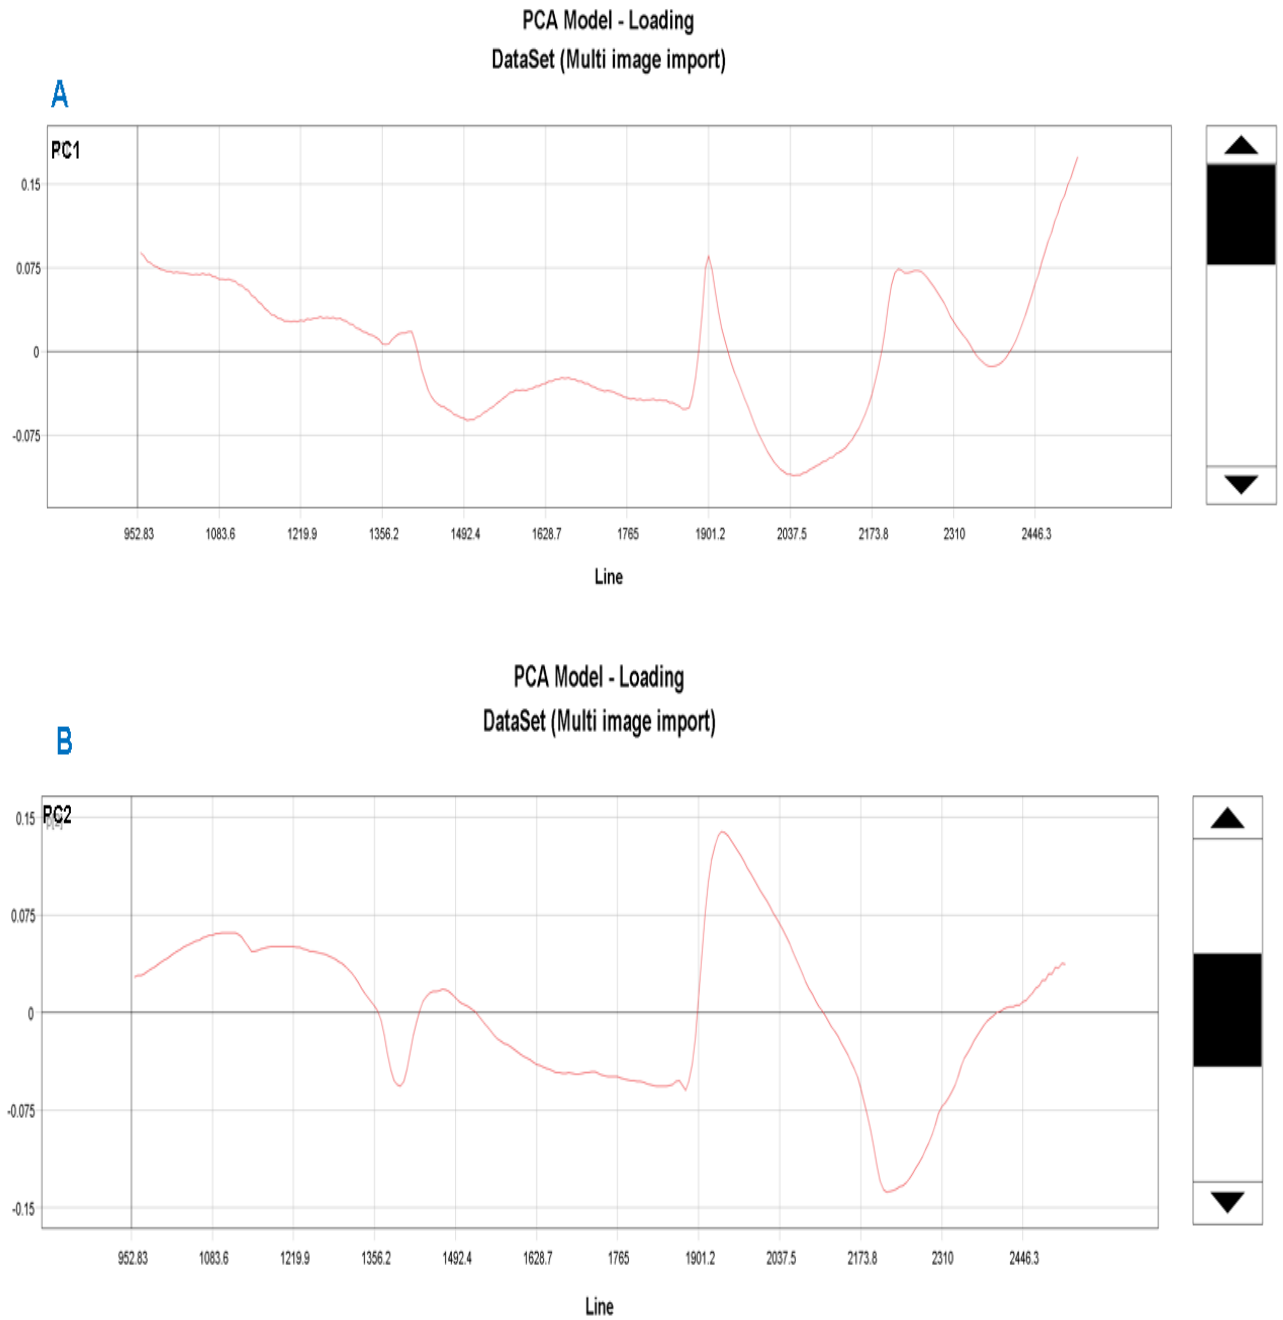 PCA Model - Loading
DataSet (Multi image import)
A
PC1
0.15
0.075
0
-0.075
952.83 1083.6 1219.9 1356.2 1492.4 1628.7 1765 1901.2 2037.5 2173.8 2310 2446.3
Line
PCA Model - Loading
DataSet (Multi image import)
B
PC2
0.15
0.075
0
-0.075
-0.15
952.83 1083.6 1219.9 1356.2 1492.4 1628.7 1765 1901.2 2037.5 2173.8 2310 2446.3
Line